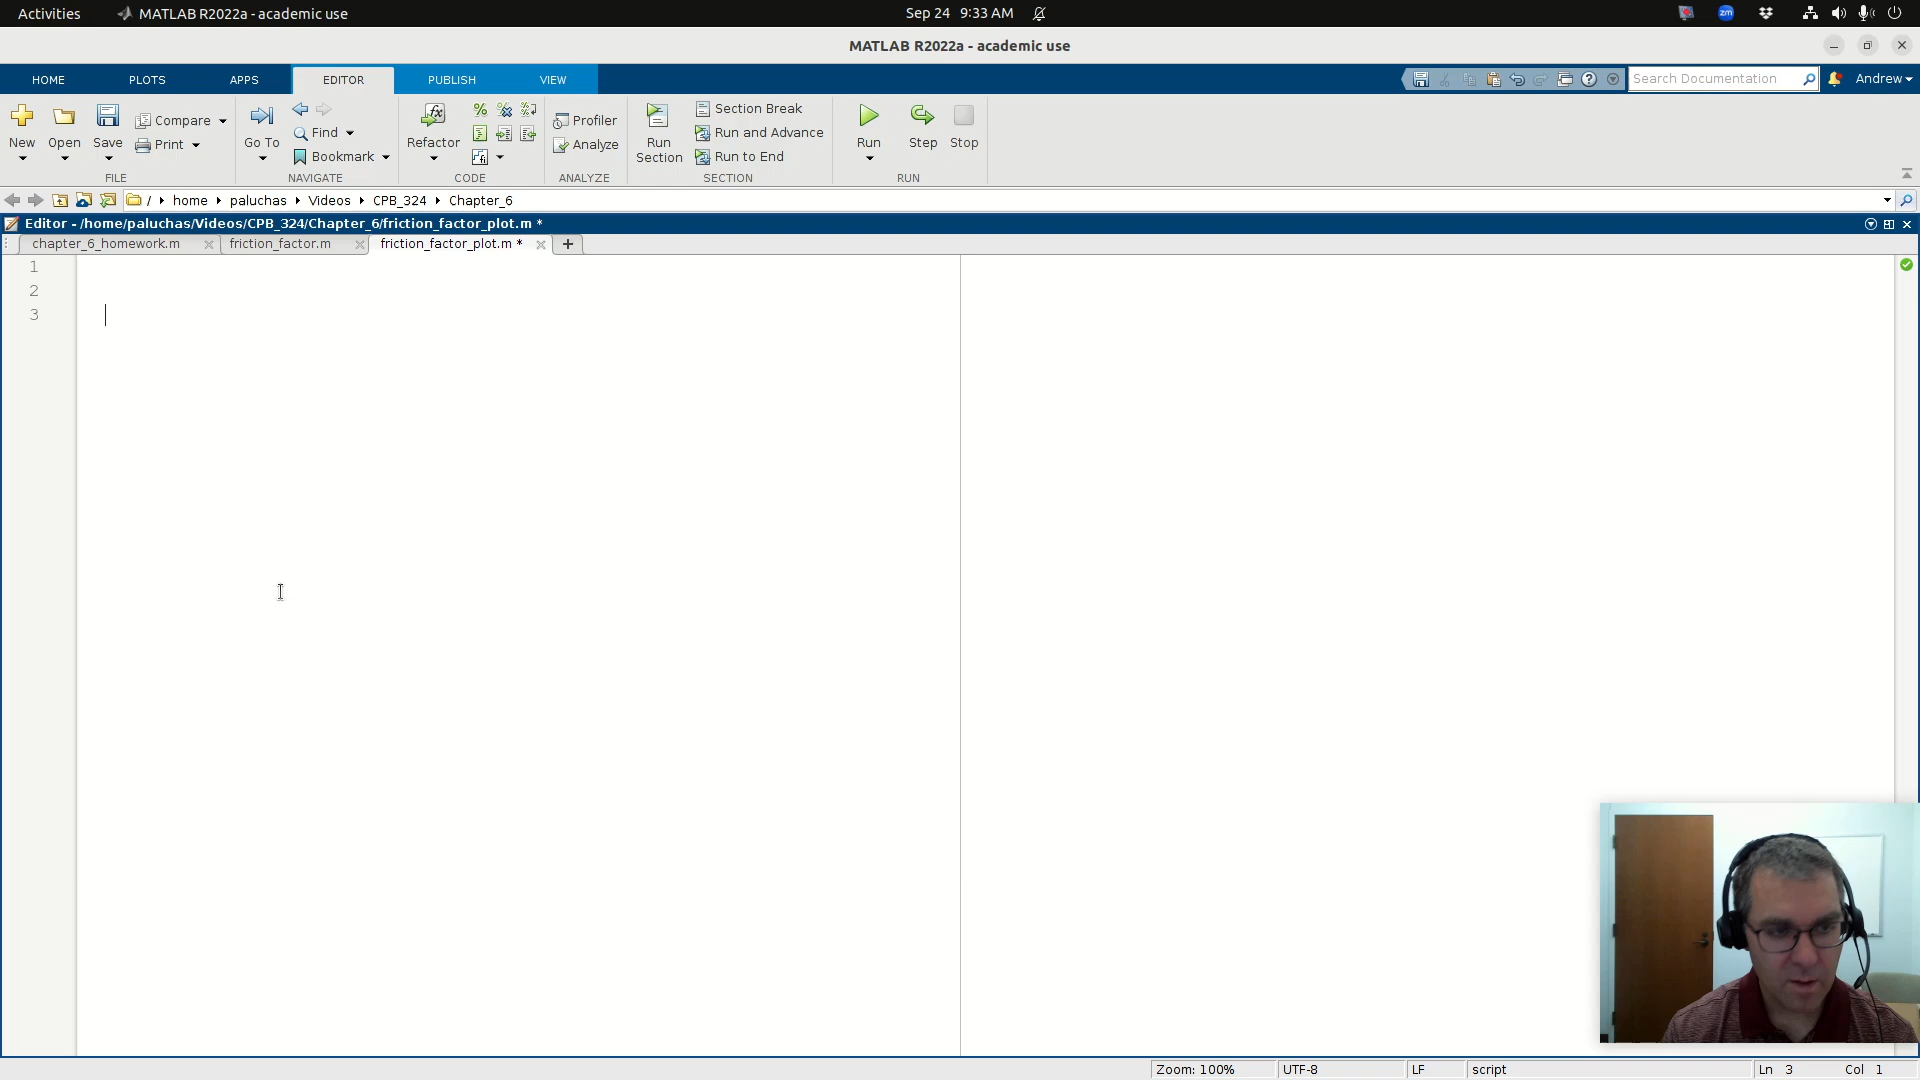 Activities MATLAB R2022a - academic use Sep 24 9:33 AM zm
MATLAB R2022a - academic use
HOME PLOTS APPS EDITOR PUBLISH VIEW Search Documentation Andrew
New Open Save Compare Print
FILE
Go To Find Bookmark
NAVIGATE
Refactor
CODE
Profiler Analyze
ANALYZE
Run Section Section Break Run and Advance Run to End
SECTION
Run Step Stop
RUN
/ home paluchas Videos CPB_324 Chapter_6
Editor - /home/paluchas/Videos/CPB_324/Chapter_6/friction_factor_plot.m *
chapter_6_homework.m friction_factor.m friction_factor_plot.m *
1
2
3
Zoom: 100% UTF-8 LF script Ln 3 Col 1